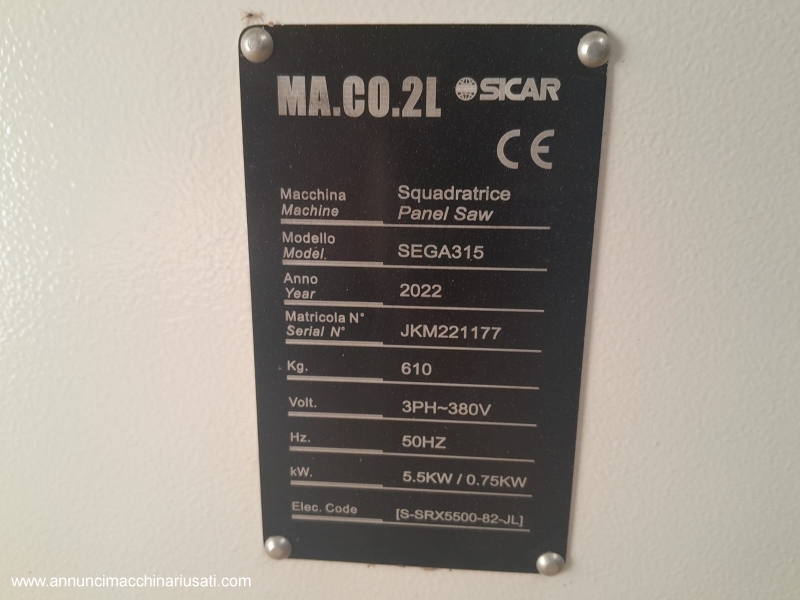 MA.CO.2L SICAR
CE
Macchina Squadratrice
Machine Panel Saw
Modello
Model. SEGA315
Anno
Year 2022
Matricola N°
Serial N° JKM221177
Kg. 610
Volt. 3PH~380V
Hz. 50HZ
kW. 5.5KW / 0.75KW
Elec. Code [S-SRX5500-82-JL]
www.annuncimacchinariusati.com